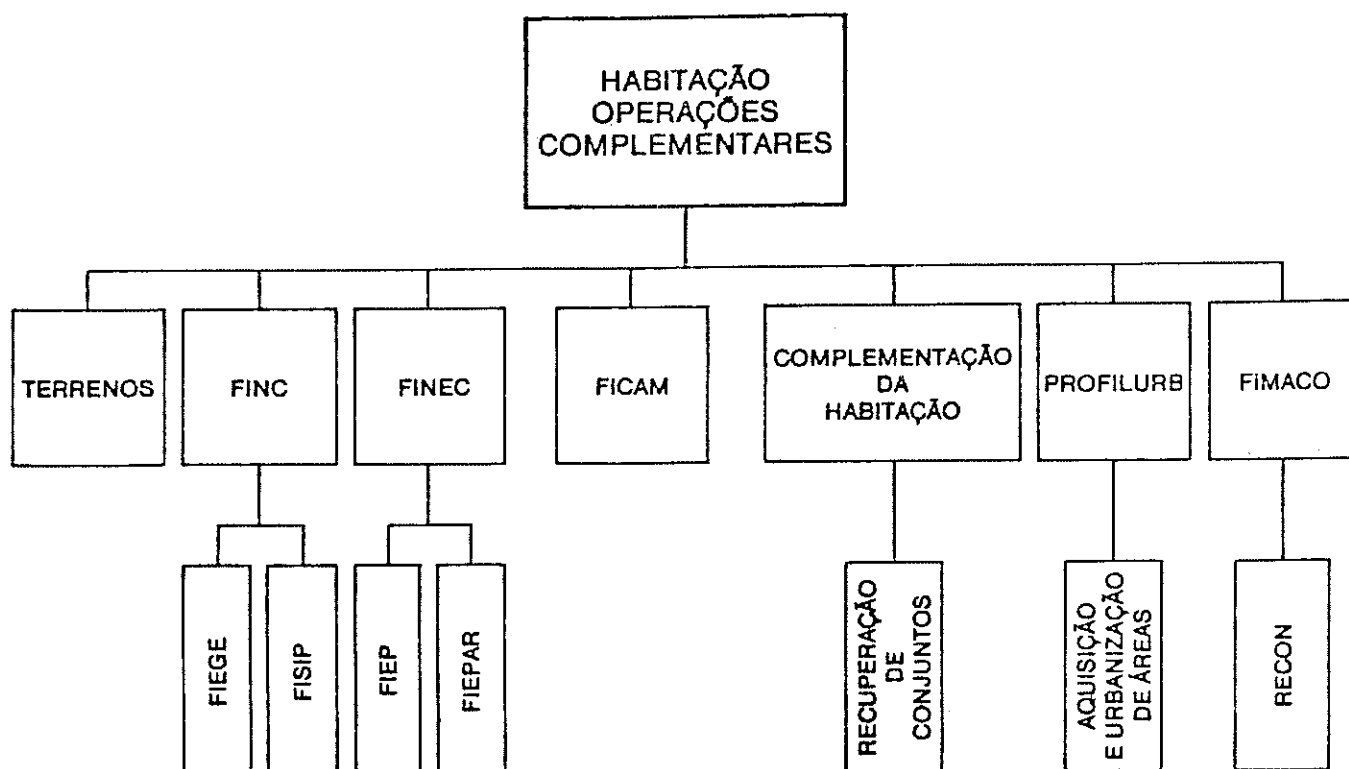 HABITAÇÃO
OPERAÇÕES
COMPLEMENTARES
TERRENOS
FINC
FINEC
FICAM
COMPLEMENTAÇÃO
DA
HABITAÇÃO
PROFILURB
FIMACO
FIEGE
FISIP
FIEP
FIEPAR
RECUPERAÇÃO
DE
CONJUNTOS
AQUISIÇÃO
E URBANIZAÇÃO
DE ÁREAS
RECON